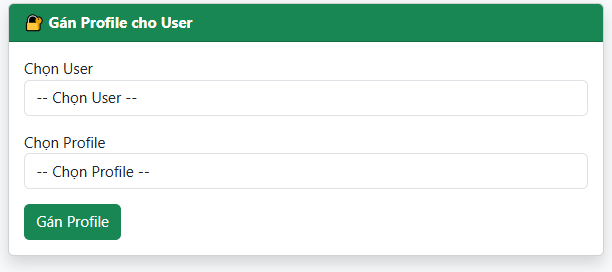 Gán Profile cho User
Chọn User
-- Chọn User --
Chọn Profile
-- Chọn Profile --
Gán Profile